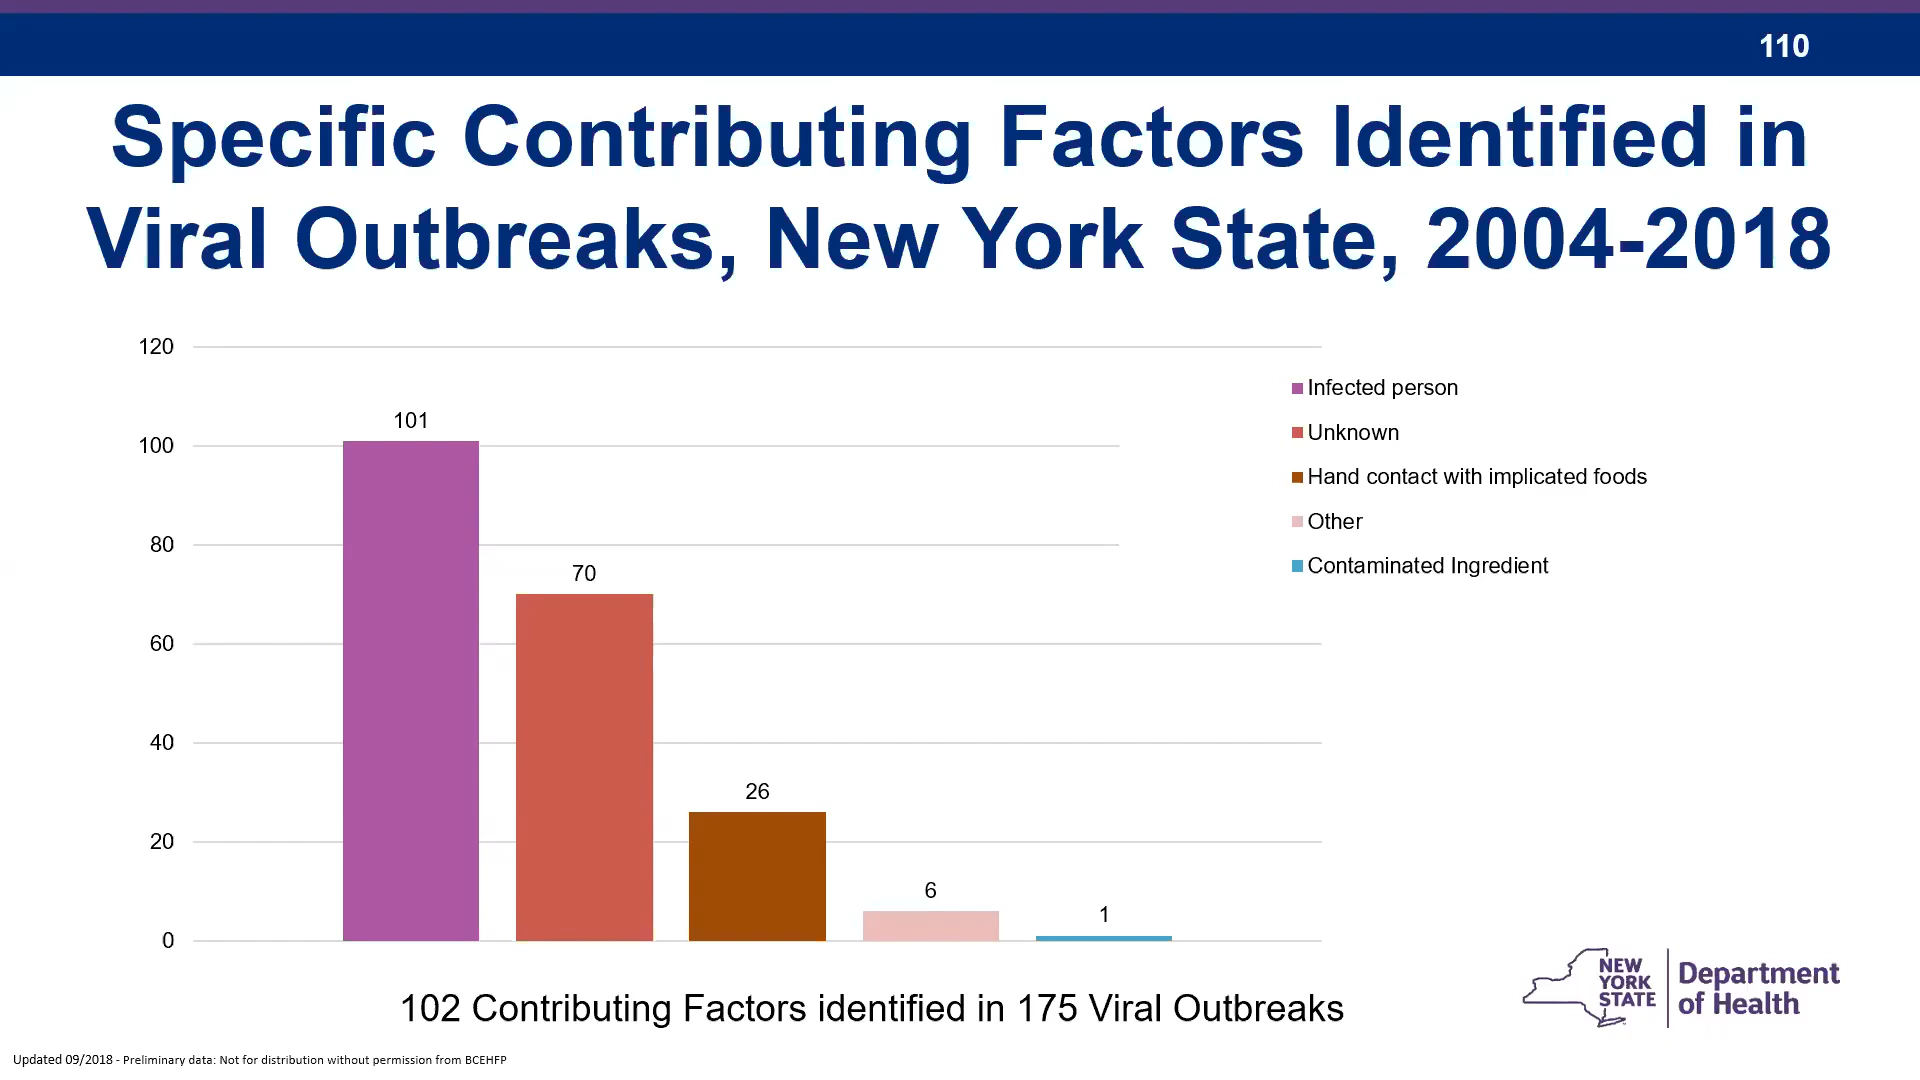 110
Specific Contributing Factors Identified in
Viral Outbreaks, New York State, 2004-2018
120
100
80
60
40
20
0
101
70
26
6
1
Infected person
Unknown
Hand contact with implicated foods
Other
Contaminated Ingredient
102 Contributing Factors identified in 175 Viral Outbreaks
NEW
YORK
STATE
Department
of Health
Updated 09/2018 - Preliminary data: Not for distribution without permission from BCEHFP